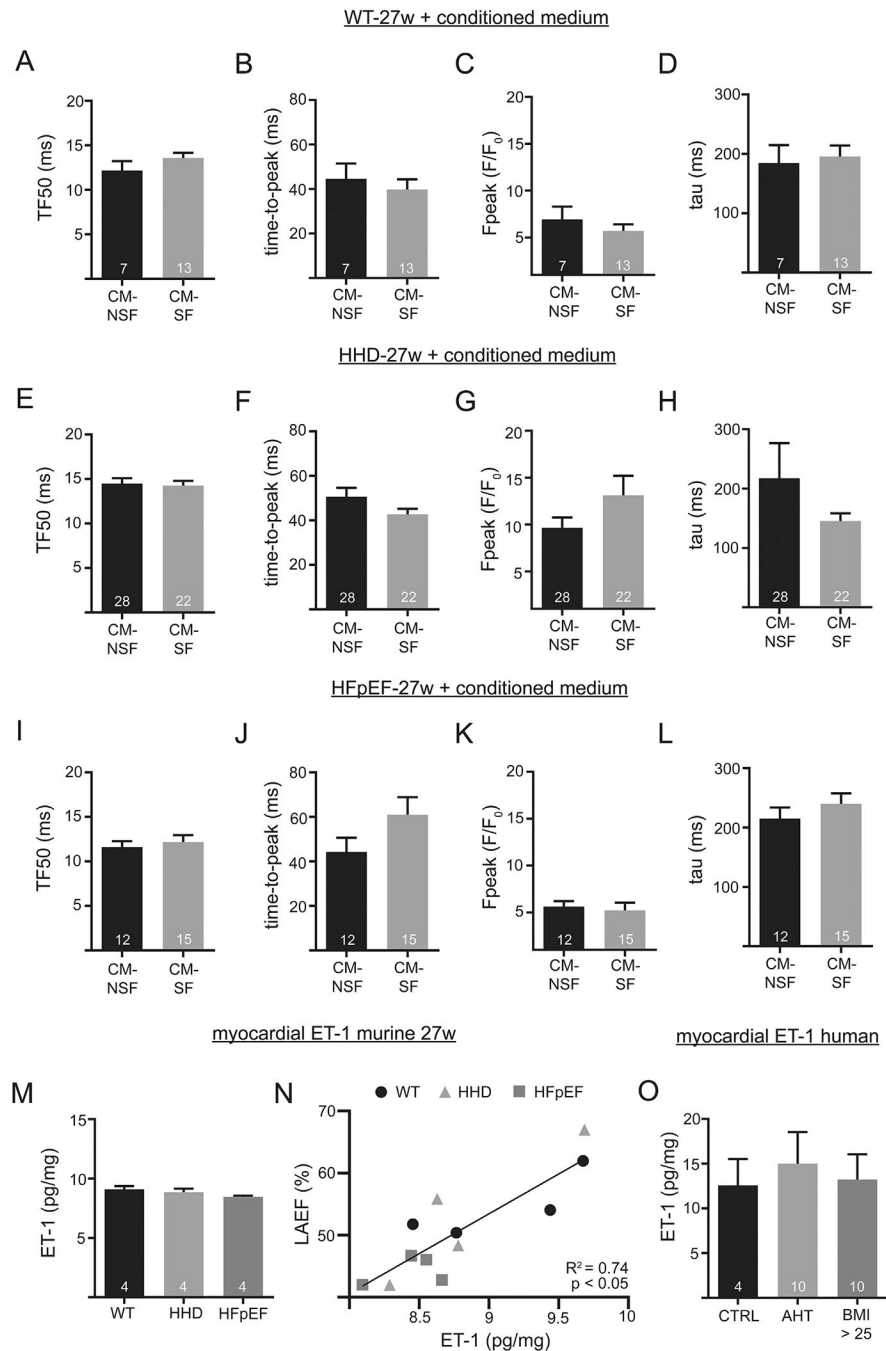 WT-27w + conditioned medium
A
B
C
D
TF50 (ms)
20
15
10
5
7
13
CM-
NSF
CM-
SF
time-to-peak (ms)
80
60
40
20
7
13
CM-
NSF
CM-
SF
Fpeak (F/F0)
20
15
10
5
7
13
CM-
NSF
CM-
SF
tau (ms)
300
200
100
7
13
CM-
NSF
CM-
SF
HHD-27w + conditioned medium
E
F
G
H
TF50 (ms)
20
15
10
5
28
22
CM-
NSF
CM-
SF
time-to-peak (ms)
80
60
40
20
28
22
CM-
NSF
CM-
SF
Fpeak (F/F0)
20
15
10
5
28
22
CM-
NSF
CM-
SF
tau (ms)
300
200
100
28
22
CM-
NSF
CM-
SF
HFpEF-27w + conditioned medium
I
J
K
L
TF50 (ms)
20
15
10
5
12
15
CM-
NSF
CM-
SF
time-to-peak (ms)
80
60
40
20
12
15
CM-
NSF
CM-
SF
Fpeak (F/F0)
20
15
10
5
12
15
CM-
NSF
CM-
SF
tau (ms)
300
200
100
12
15
CM-
NSF
CM-
SF
myocardial ET-1 murine 27w
myocardial ET-1 human
M
N
O
ET-1 (pg/mg)
15
10
5
4
4
4
WT
HHD
HFpEF
WT
HHD
HFpEF
LAEF (%)
70
50
R² = 0.74
p < 0.05
8.5
9
9.5
10
ET-1 (pg/mg)
ET-1 (pg/mg)
20
15
10
5
4
10
10
CTRL
AHT
BMI
> 25